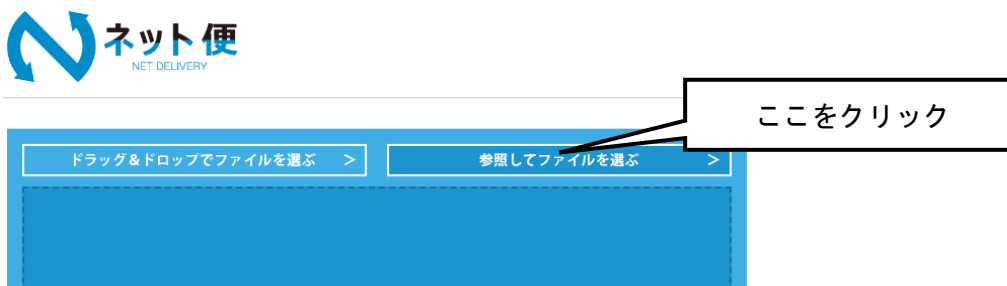 ネット便
NET DELIVERY
ここをクリック
ドラッグ&ドロップでファイルを選ぶ >
参照してファイルを選ぶ >